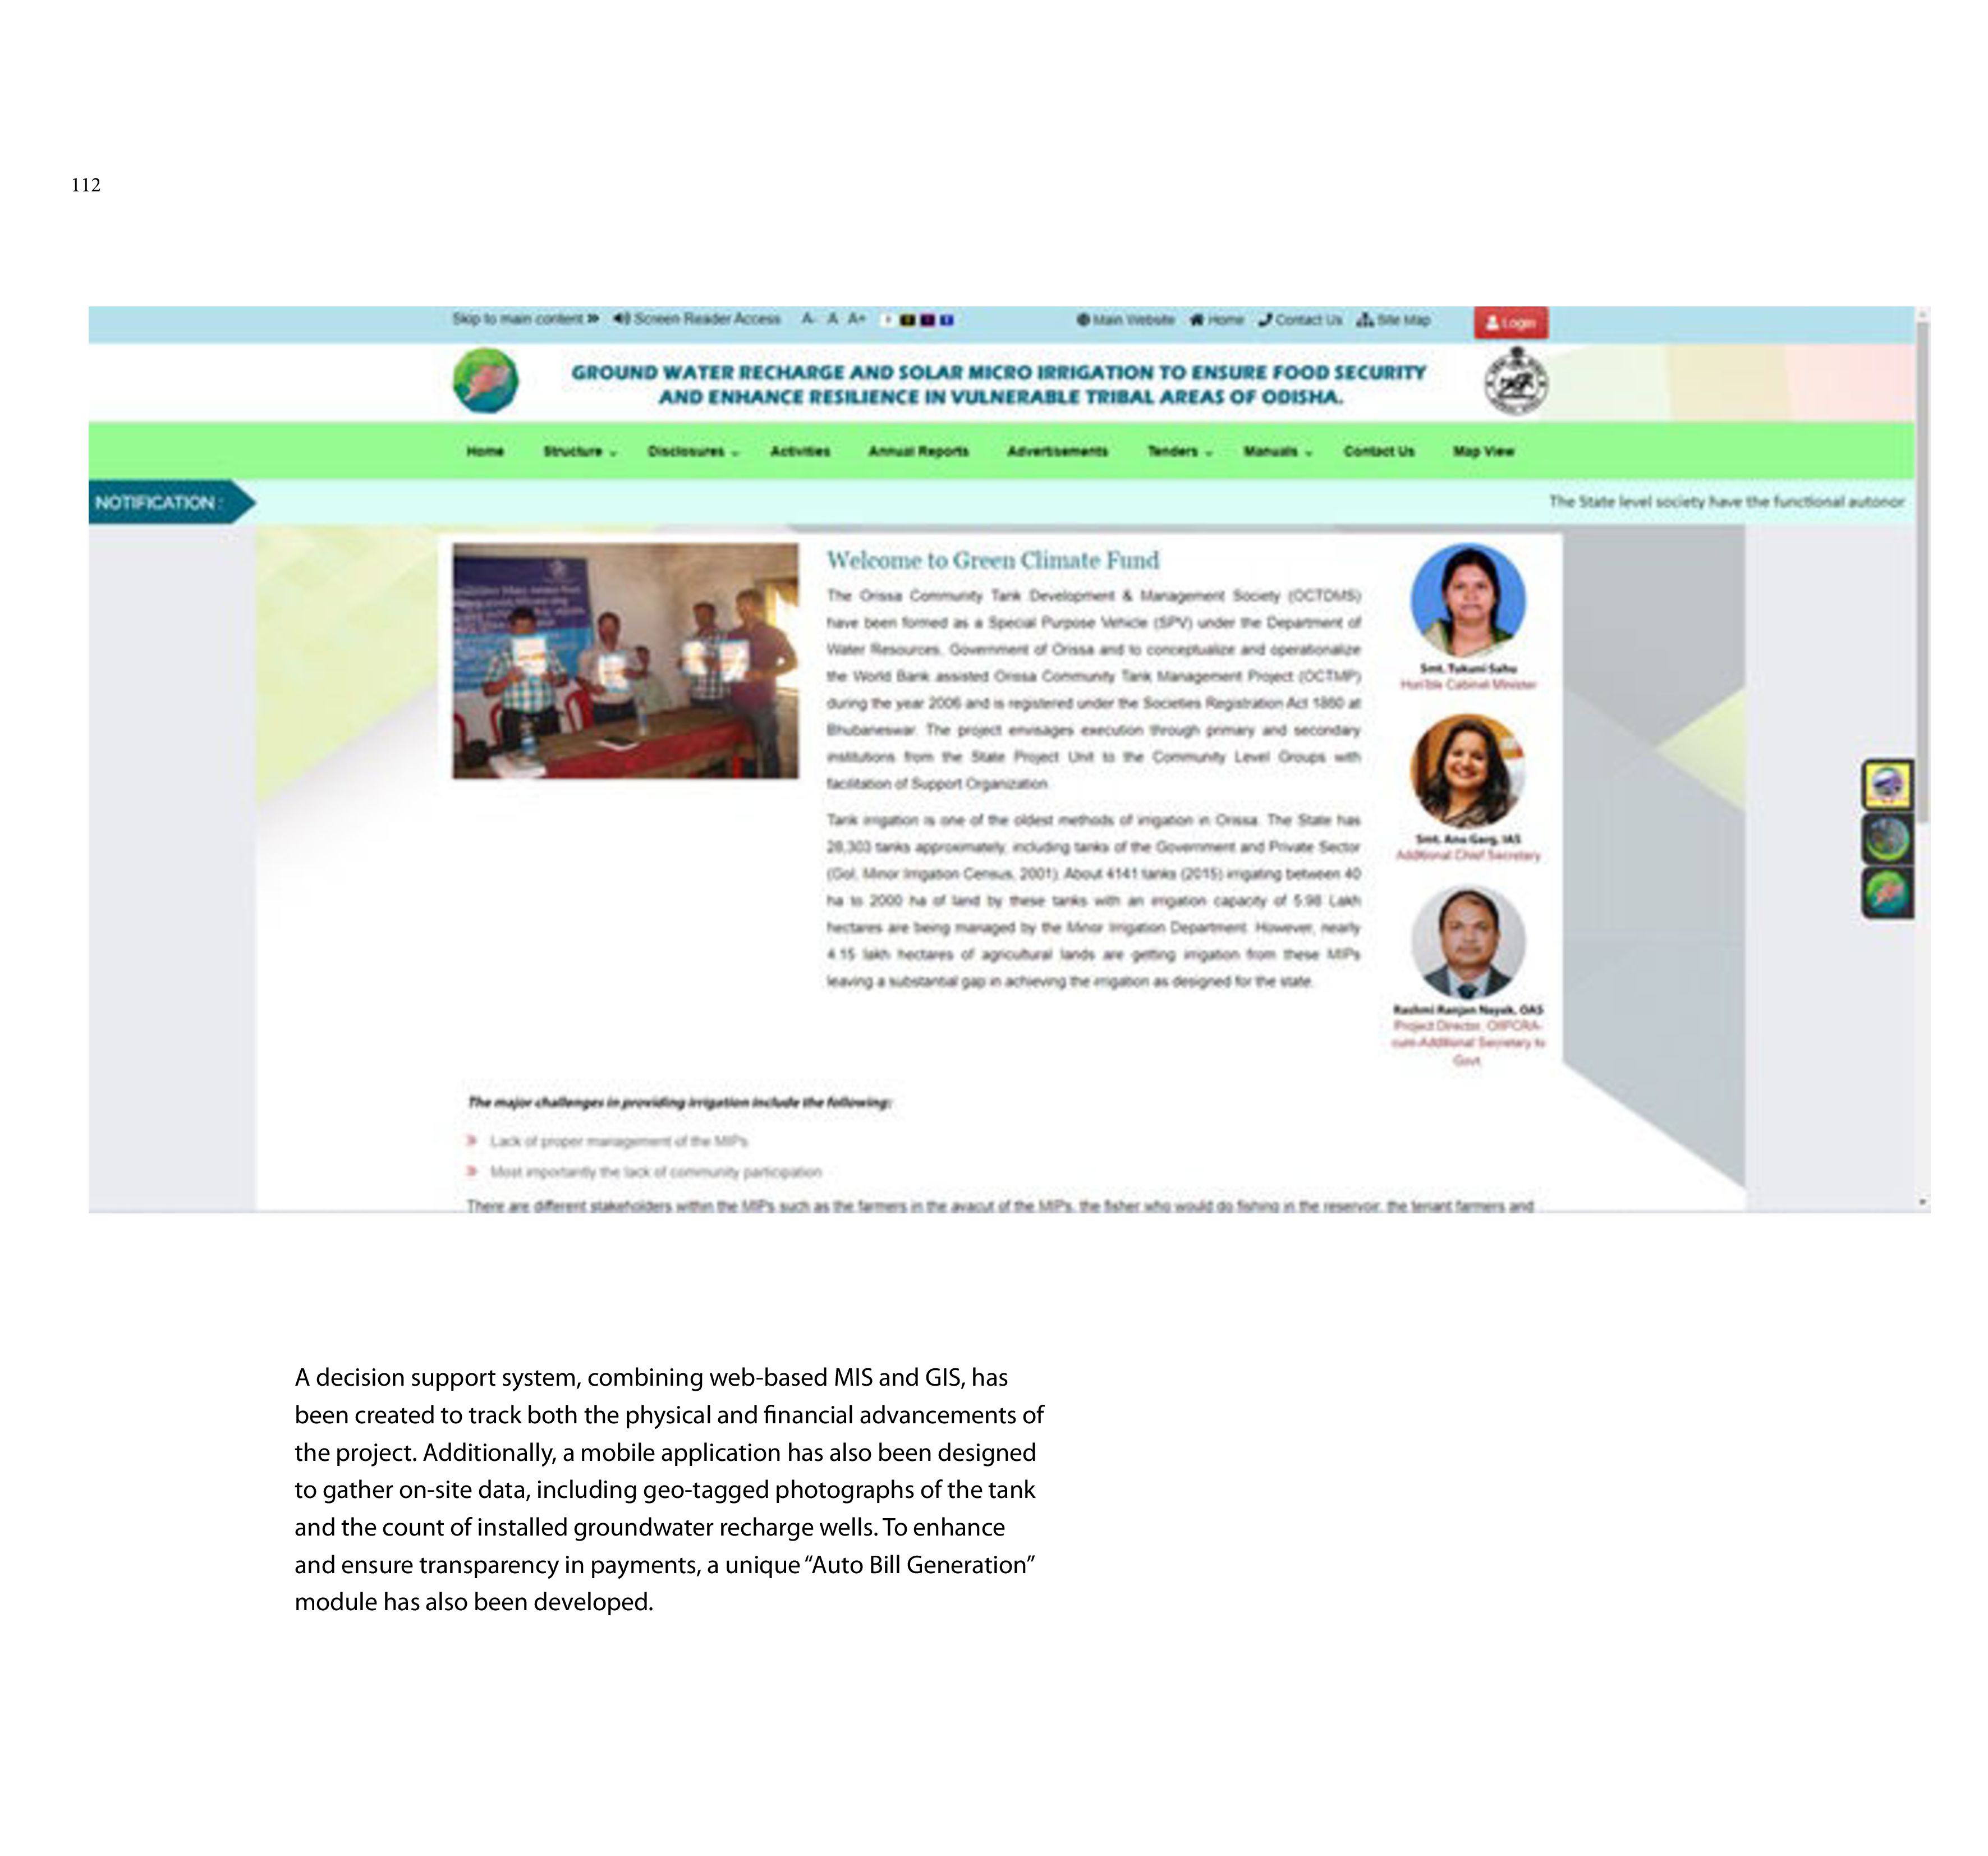 112
Skip to main content » Screen Reader Access A- A A+ Main Website Home Contact Us Site Map Login
GROUND WATER RECHARGE AND SOLAR MICRO IRRIGATION TO ENSURE FOOD SECURITY
AND ENHANCE RESILIENCE IN VULNERABLE TRIBAL AREAS OF ODISHA.
Home Structure Disclosures Activities Annual Reports Advertisements Tenders Manuals Contact Us Map View
NOTIFICATION :
The State level society have the functional autonor
Welcome to Green Climate Fund
The Orissa Community Tank Development & Management Society (OCTDMS)
have been formed as a Special Purpose Vehicle (SPV) under the Department of
Water Resources, Government of Orissa and to conceptualize and operationalize
the World Bank assisted Orissa Community Tank Management Project (OCTMP)
during the year 2006 and is registered under the Societies Registration Act 1860 at
Bhubaneswar. The project envisages execution through primary and secondary
institutions from the State Project Unit to the Community Level Groups with
facilitation of Support Organization.
Tank irrigation is one of the oldest methods of irrigation in Orissa. The State has
28,303 tanks approximately, including tanks of the Government and Private Sector
(GoI, Minor Irrigation Census, 2001). About 4141 tanks (2015) irrigating between 40
ha to 2000 ha of land by these tanks with an irrigation capacity of 5.98 Lakh
hectares are being managed by the Minor Irrigation Department. However, nearly
4.15 lakh hectares of agricultural lands are getting irrigation from these MIPs
leaving a substantial gap in achieving the irrigation as designed for the state.
Smt. Tukuni Sahu
Hon'ble Cabinet Minister
Smt. Anu Garg, IAS
Additional Chief Secretary
Rashmi Ranjan Nayak, OAS
Project Director, OIIPCRA-
cum-Additional Secretary to
Govt.
The major challenges in providing irrigation include the following:
» Lack of proper management of the MIPs
» Most importantly the lack of community participation
There are different stakeholders within the MIPs such as the farmers in the ayacut of the MIPs, the fisher who would do fishing in the reservoir, the tenant farmers and
A decision support system, combining web-based MIS and GIS, has
been created to track both the physical and financial advancements of
the project. Additionally, a mobile application has also been designed
to gather on-site data, including geo-tagged photographs of the tank
and the count of installed groundwater recharge wells. To enhance
and ensure transparency in payments, a unique “Auto Bill Generation”
module has also been developed.